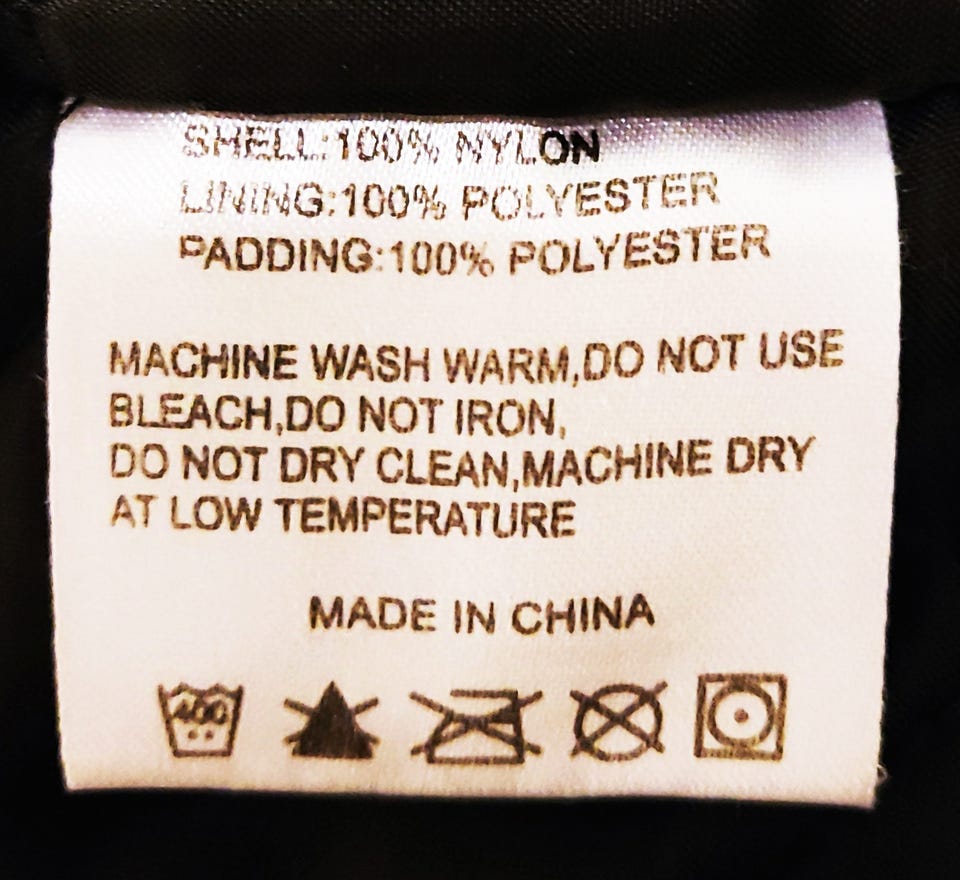 SHELL:100% NYLON
LINING:100% POLYESTER
PADDING:100% POLYESTER
MACHINE WASH WARM,DO NOT USE
BLEACH,DO NOT IRON,
DO NOT DRY CLEAN,MACHINE DRY
AT LOW TEMPERATURE
MADE IN CHINA